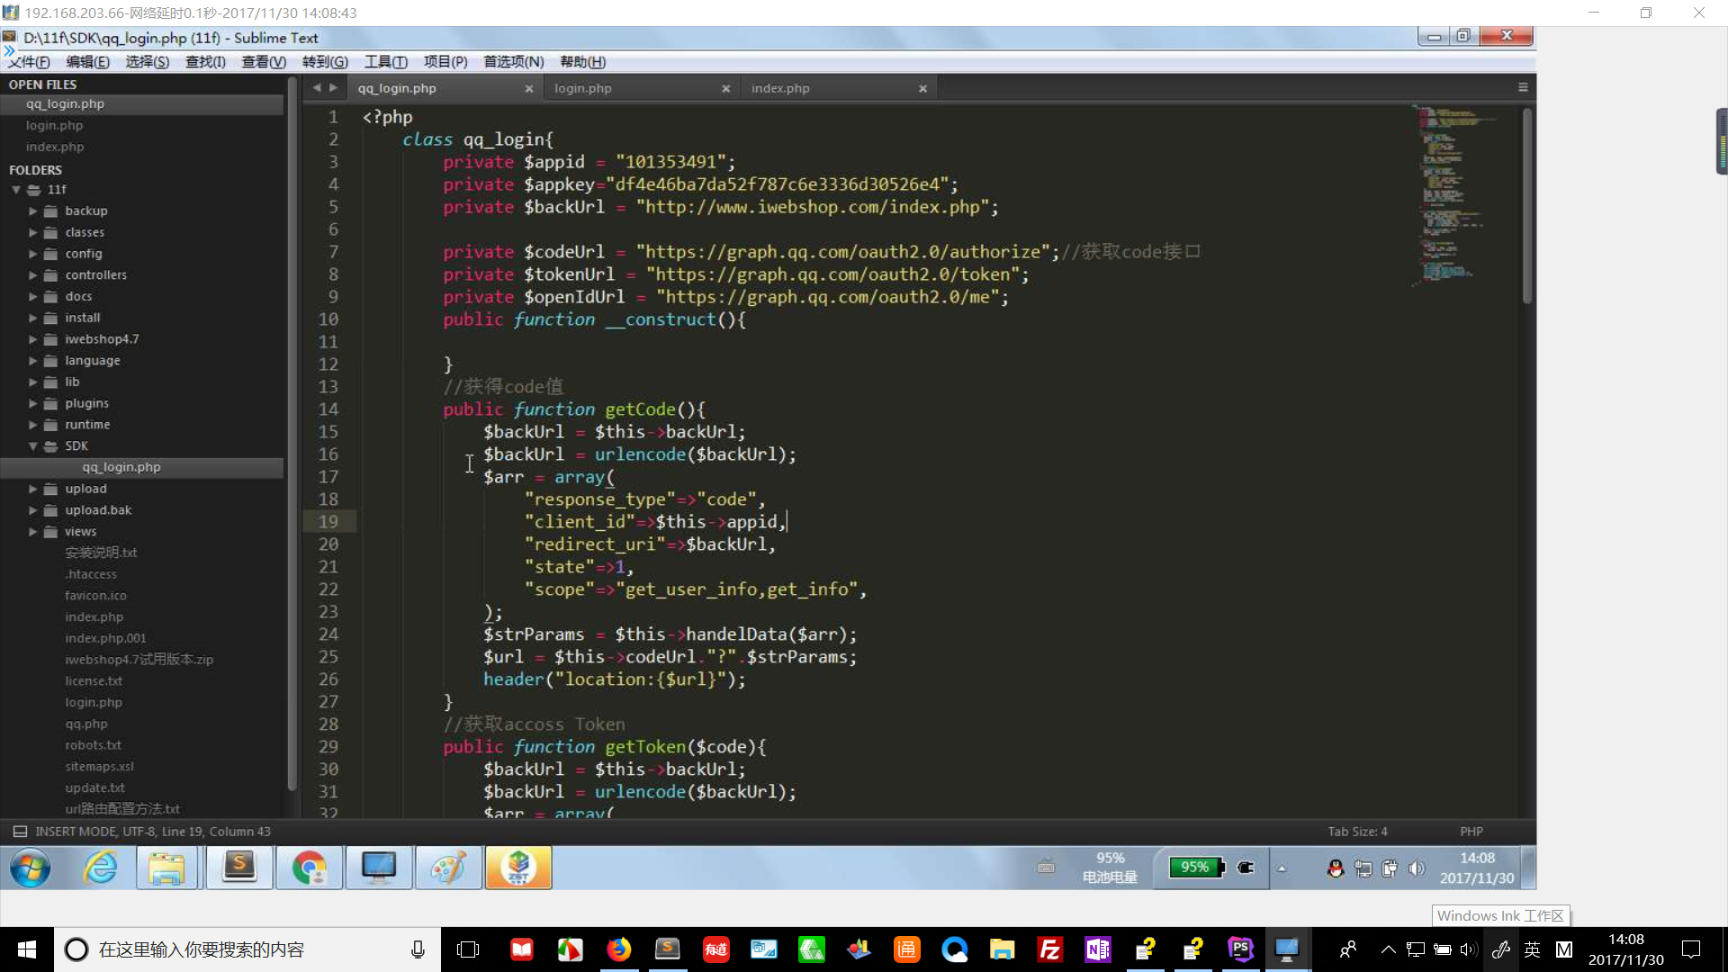 192.168.203.66-网络延时0.1秒-2017/11/30 14:08:43
D:\11f\SDK\qq_login.php (11f) - Sublime Text
文件(F) 编辑(E) 选择(S) 查找(I) 查看(V) 转到(G) 工具(T) 项目(P) 首选项(N) 帮助(H)
OPEN FILES
qq_login.php
login.php
index.php
FOLDERS
11f
backup
classes
config
controllers
docs
install
iwebshop4.7
language
lib
plugins
runtime
SDK
qq_login.php
upload
upload.bak
views
安装说明.txt
.htaccess
favicon.ico
index.php
index.php.001
iwebshop4.7试用版本.zip
license.txt
login.php
qq.php
robots.txt
sitemaps.xsl
update.txt
url路由配置方法.txt
qq_login.php login.php index.php
1 <?php
2 class qq_login{
3 private $appid = "101353491";
4 private $appkey="df4e46ba7da52f787c6e3336d30526e4";
5 private $backUrl = "http://www.iwebshop.com/index.php";
6
7 private $codeUrl = "https://graph.qq.com/oauth2.0/authorize";//获取code接口
8 private $tokenUrl = "https://graph.qq.com/oauth2.0/token";
9 private $openIdUrl = "https://graph.qq.com/oauth2.0/me";
10 public function __construct(){
11
12 }
13 //获得code值
14 public function getCode(){
15 $backUrl = $this->backUrl;
16 $backUrl = urlencode($backUrl);
17 $arr = array(
18 "response_type"=>"code",
19 "client_id"=>$this->appid,
20 "redirect_uri"=>$backUrl,
21 "state"=>1,
22 "scope"=>"get_user_info,get_info",
23 );
24 $strParams = $this->handelData($arr);
25 $url = $this->codeUrl."?".$strParams;
26 header("location:{$url}");
27 }
28 //获取accoss Token
29 public function getToken($code){
30 $backUrl = $this->backUrl;
31 $backUrl = urlencode($backUrl);
32 $arr = array(
INSERT MODE, UTF-8, Line 19, Column 43 Tab Size: 4 PHP
95%
电池电量
95%
14:08
2017/11/30
Windows Ink 工作区
在这里输入你要搜索的内容
英
14:08
2017/11/30